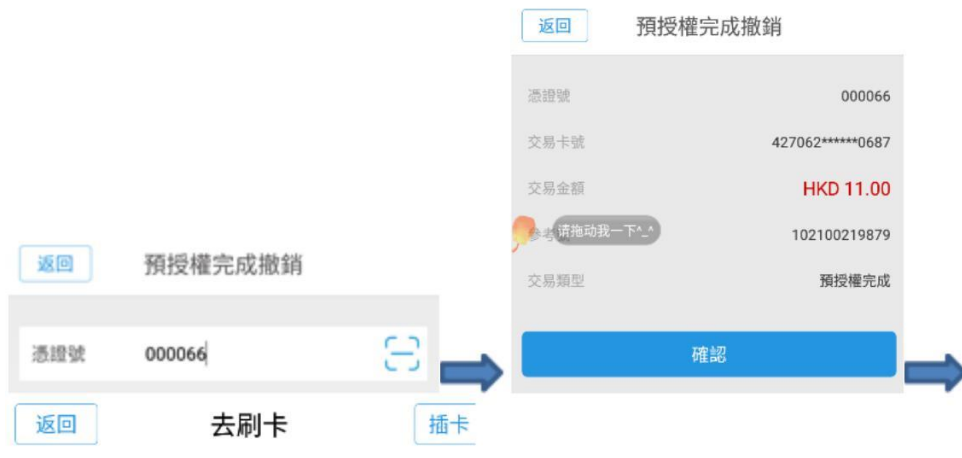 返回 預授權完成撤銷
憑證號 000066
返回 去刷卡 插卡
返回 預授權完成撤銷
憑證號 000066
交易卡號 427062******0687
交易金額 HKD 11.00
參考號 102100219879
请拖动我一下^_^
交易類型 預授權完成
確認